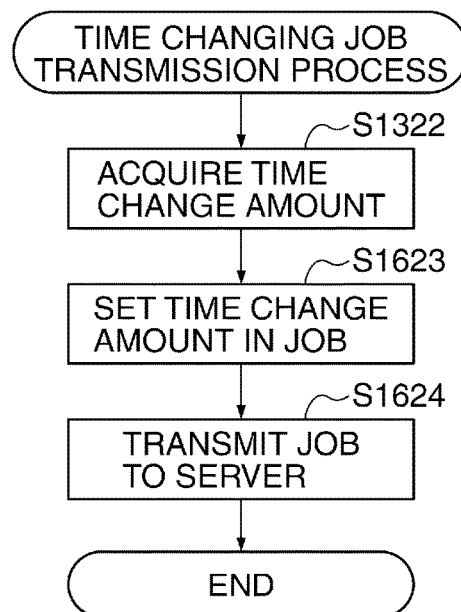 TIME CHANGING JOB
TRANSMISSION PROCESS
S1322
ACQUIRE TIME
CHANGE AMOUNT
S1623
SET TIME CHANGE
AMOUNT IN JOB
S1624
TRANSMIT JOB
TO SERVER
END